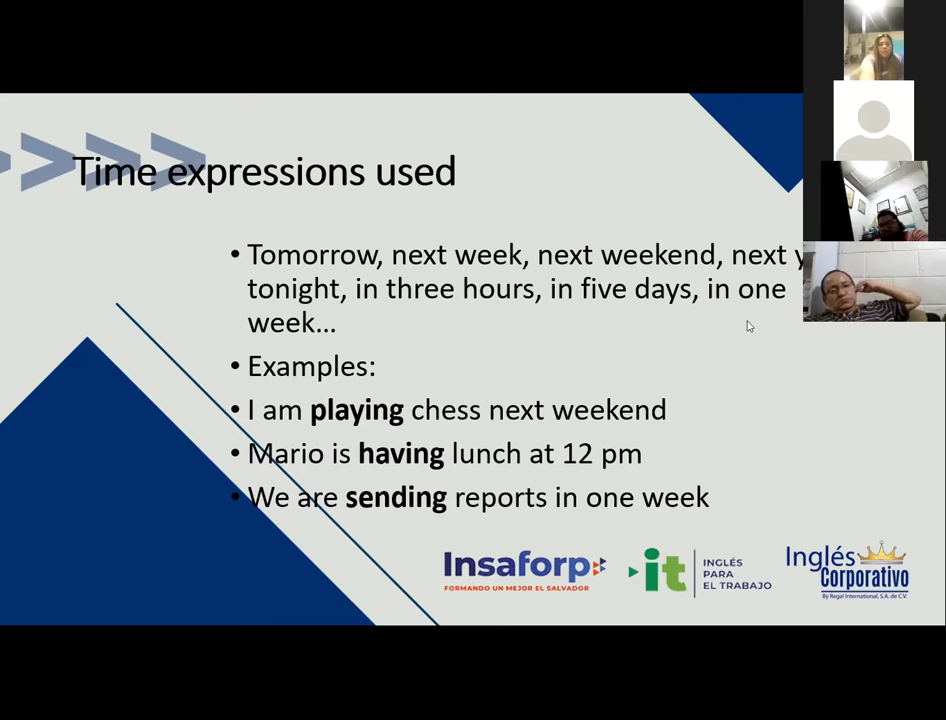 Time expressions used
• Tomorrow, next week, next weekend, next
tonight, in three hours, in five days, in one
week...
• Examples:
• I am playing chess next weekend
• Mario is having lunch at 12 pm
• We are sending reports in one week
Insaforp
FORMANDO UN MEJOR EL SALVADOR
it
INGLÉS
PARA
EL TRABAJO
Inglés
Corporativo
By Regal International, S.A. de C.V.